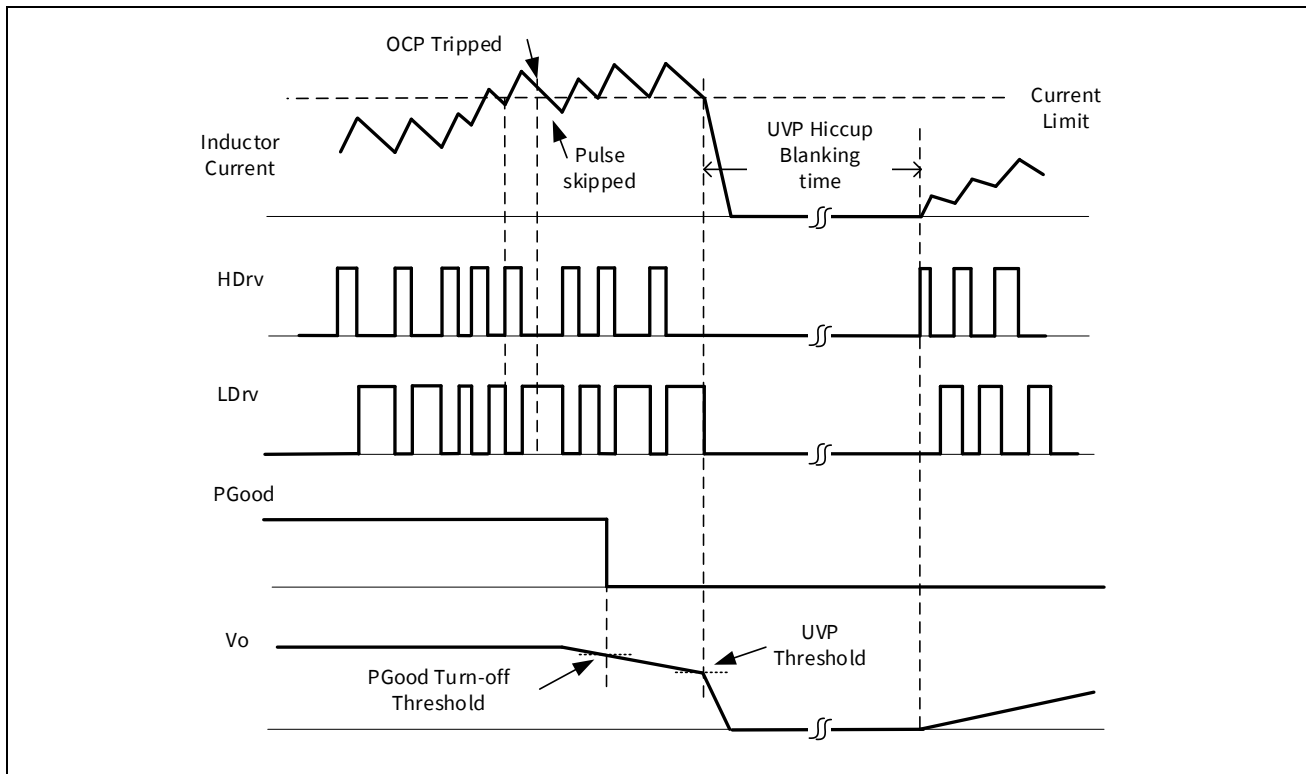 OCP Tripped
Current
Limit
Inductor
Current
Pulse
skipped
UVP Hiccup
Blanking
time
HDrv
LDrv
PGood
Vo
PGood Turn-off
Threshold
UVP
Threshold